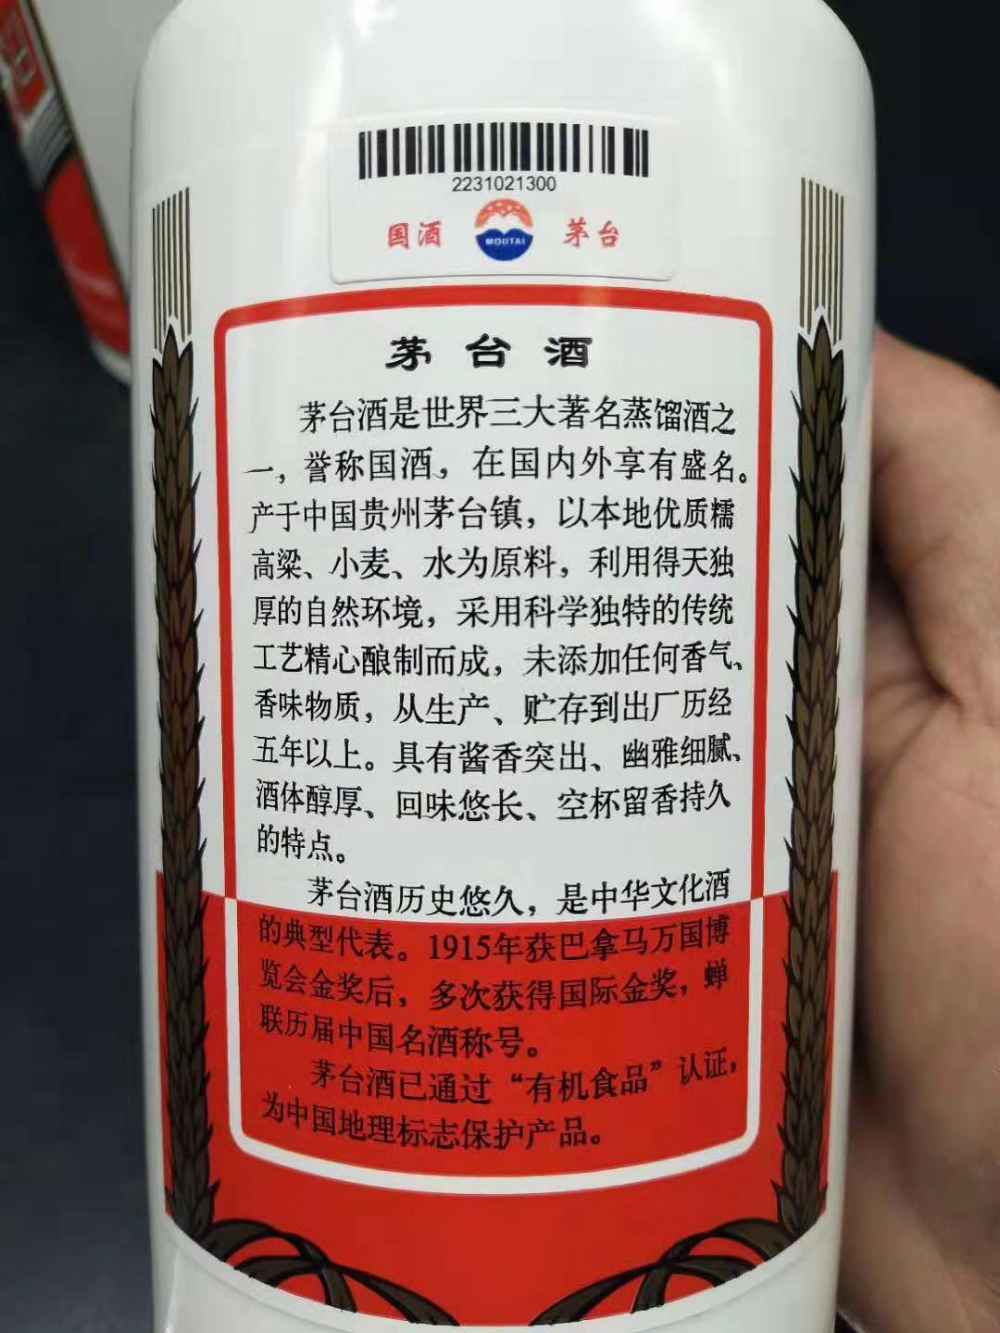 2231021300
国酒 MOUTAI 茅台
茅台酒
茅台酒是世界三大著名蒸馏酒之
一，誉称国酒，在国内外享有盛名。
产于中国贵州茅台镇，以本地优质糯
高粱、小麦、水为原料，利用得天独
厚的自然环境，采用科学独特的传统
工艺精心酿制而成，未添加任何香气、
香味物质，从生产、贮存到出厂历经
五年以上。具有酱香突出、幽雅细腻、
酒体醇厚、回味悠长、空杯留香持久
的特点。
茅台酒历史悠久，是中华文化酒
的典型代表。1915年获巴拿马万国博
览会金奖后，多次获得国际金奖，蝉
联历届中国名酒称号。
茅台酒已通过“有机食品”认证，
为中国地理标志保护产品。